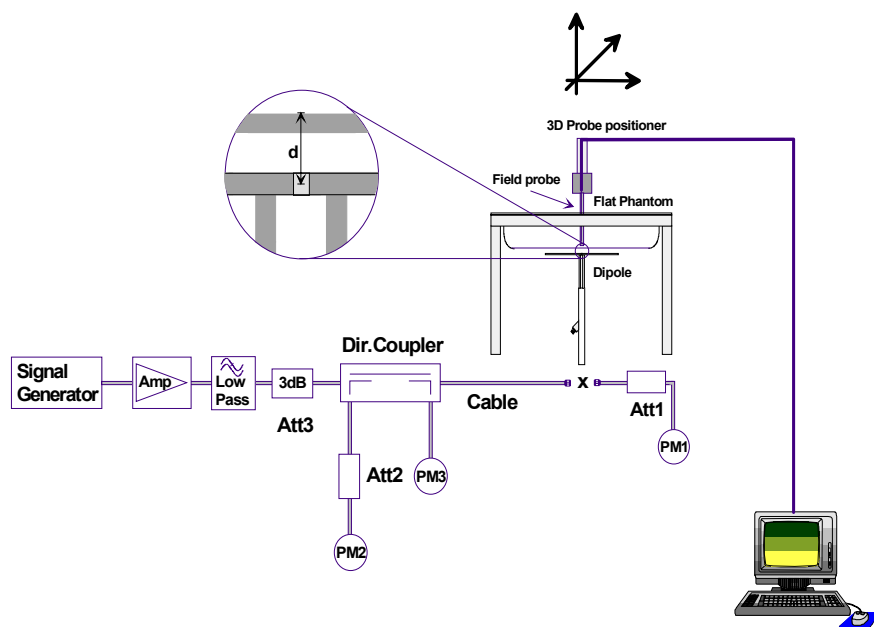 3D Probe positioner
d
Field probe
Flat Phantom
Dipole
Dir.Coupler
Signal
Generator
Amp
Low
Pass
3dB
Att3
Cable
X
Att1
PM1
Att2
PM3
PM2